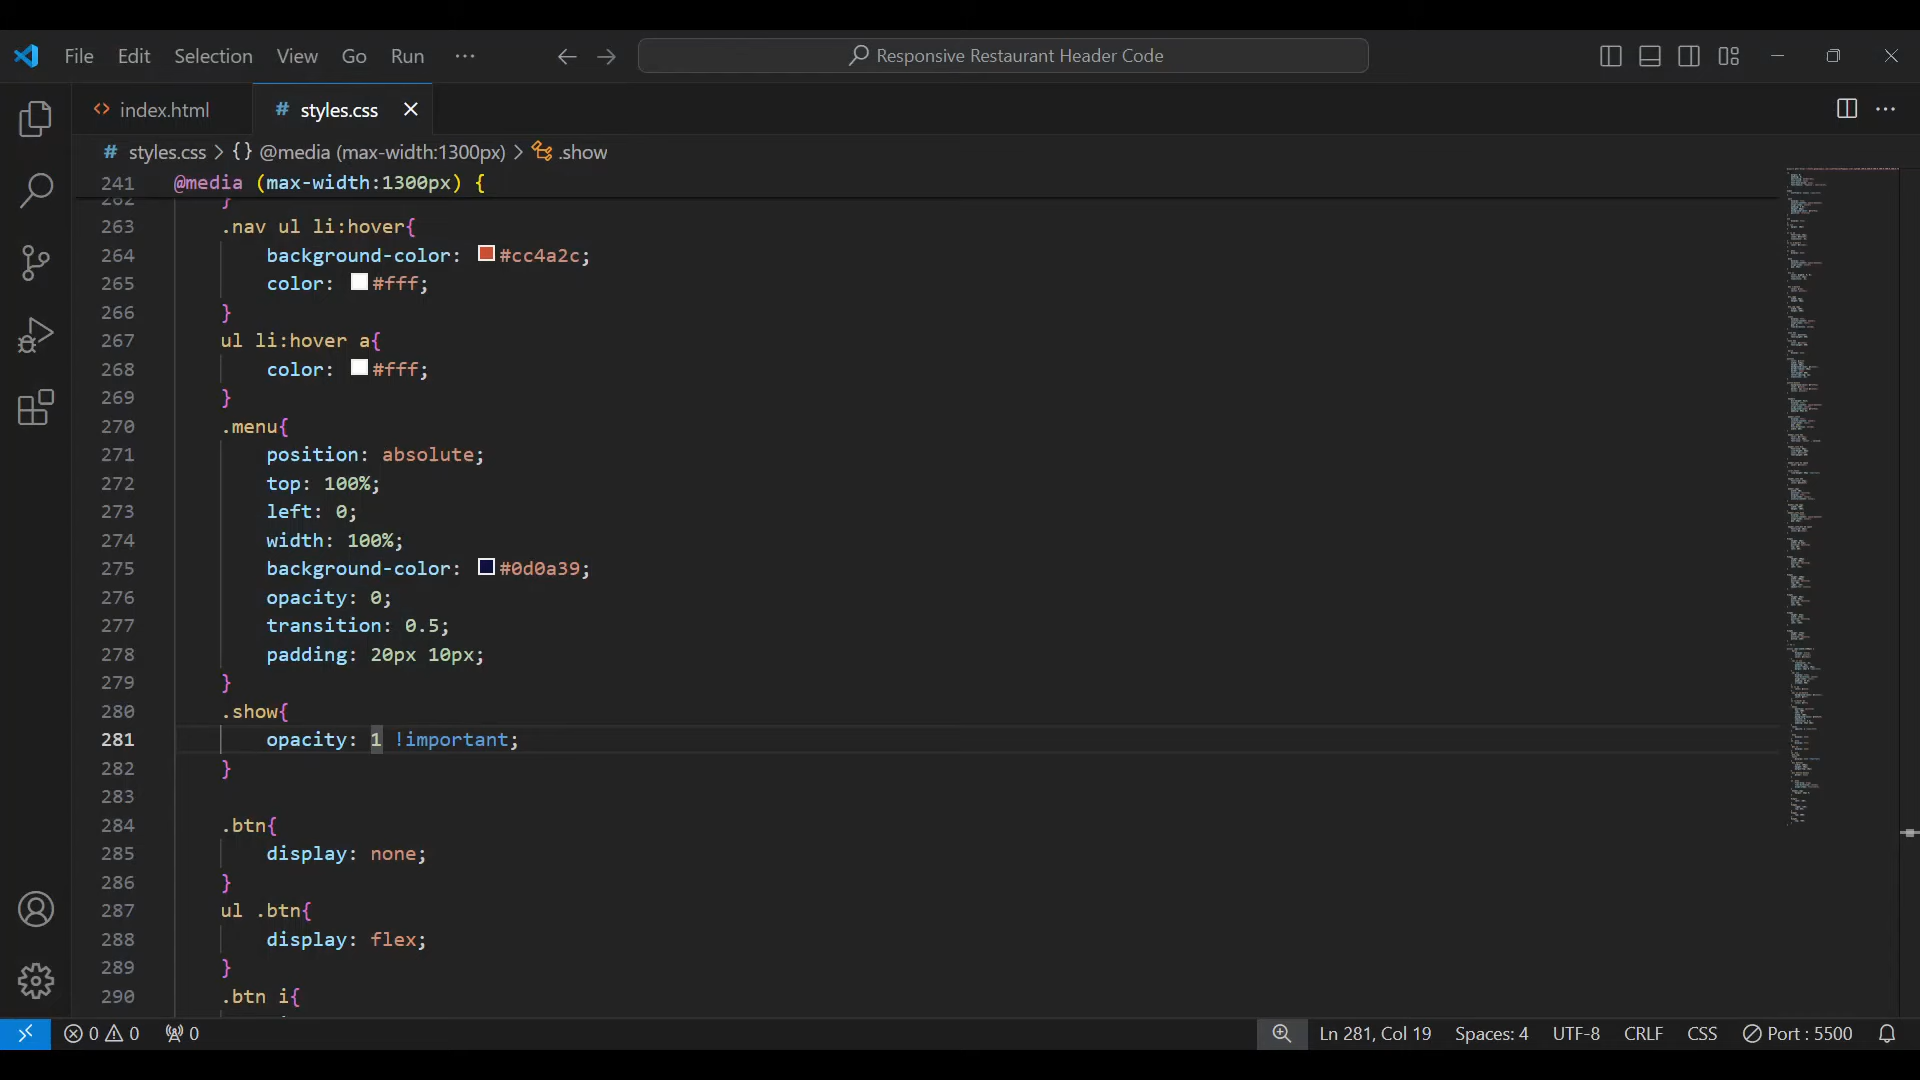 File Edit Selection View Go Run ··· Responsive Restaurant Header Code
index.html # styles.css
# styles.css > {} @media (max-width:1300px) > .show
241 @media (max-width:1300px) {
262 }
263 .nav ul li:hover{
264 background-color: #cc4a2c;
265 color: #fff;
266 }
267 ul li:hover a{
268 color: #fff;
269 }
270 .menu{
271 position: absolute;
272 top: 100%;
273 left: 0;
274 width: 100%;
275 background-color: #0d0a39;
276 opacity: 0;
277 transition: 0.5;
278 padding: 20px 10px;
279 }
280 .show{
281 opacity: 1 !important;
282 }
283
284 .btn{
285 display: none;
286 }
287 ul .btn{
288 display: flex;
289 }
290 .btn i{
0 0 0 Ln 281, Col 19 Spaces: 4 UTF-8 CRLF CSS Port : 5500